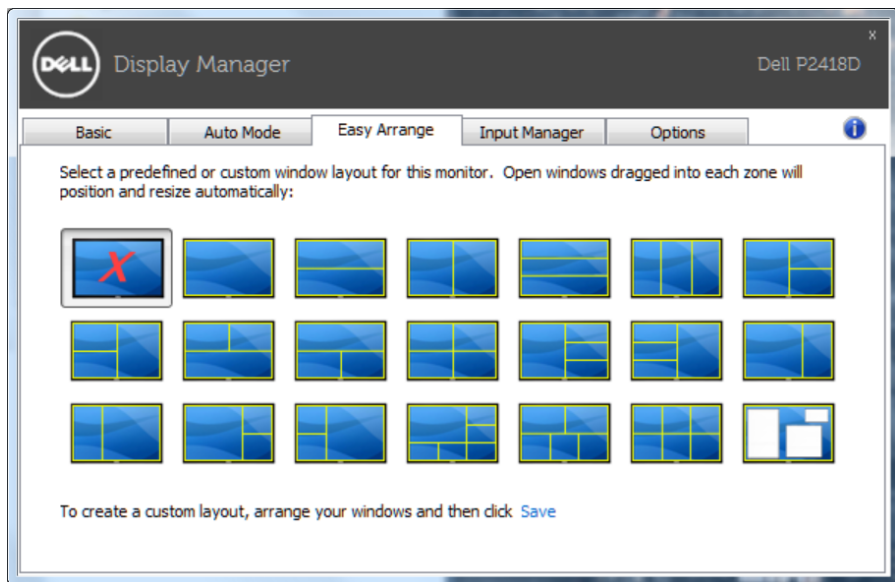 x
DELL
Display Manager
Dell P2418D
Basic
Auto Mode
Easy Arrange
Input Manager
Options
i
Select a predefined or custom window layout for this monitor. Open windows dragged into each zone will
position and resize automatically:
X
To create a custom layout, arrange your windows and then click Save